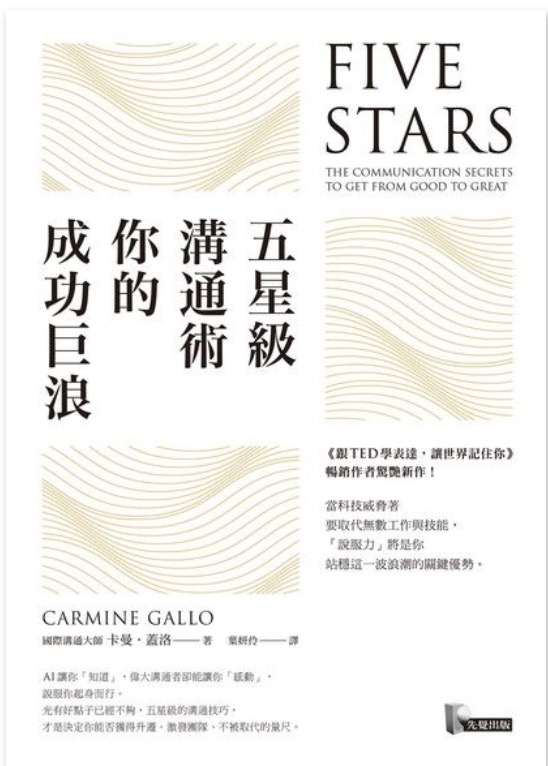 FIVE
STARS
THE COMMUNICATION SECRETS
TO GET FROM GOOD TO GREAT
五星級
溝通術
你的
成功巨浪
《跟TED學表達，讓世界記住你》
暢銷作者驚艷新作！
當科技威脅著
要取代無數工作與技能，
「說服力」將是你
站穩這一波浪潮的關鍵優勢。
CARMINE GALLO
國際溝通大師 卡曼・蓋洛——著 葉妍伶——譯
AI讓你「知道」，偉大溝通者卻能讓你「感動」，
說服你起身而行。
光有好點子已經不夠，五星級的溝通技巧，
才是決定你能否獲得升遷、激發團隊、不被取代的量尺。
先覺出版